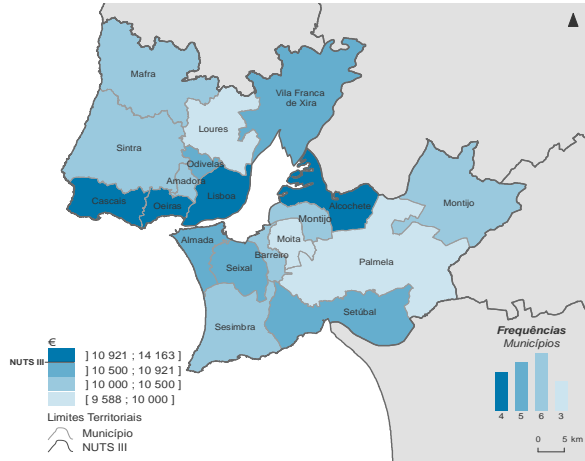 Mafra
Vila Franca
de Xira
Loures
Sintra
Odivelas
Amadora
Lisboa
Cascais
Oeiras
Alcochete
Montijo
Montijo
Almada
Moita
Barreiro
Palmela
Seixal
Setúbal
Sesimbra
€
NUTS III
] 10 921 ; 14 163 ]
] 10 500 ; 10 921 ]
] 10 000 ; 10 500 ]
[ 9 588 ; 10 000 ]
Limites Territoriais
Município
NUTS III
Frequências
Municípios
4 5 6 3
0 5 km